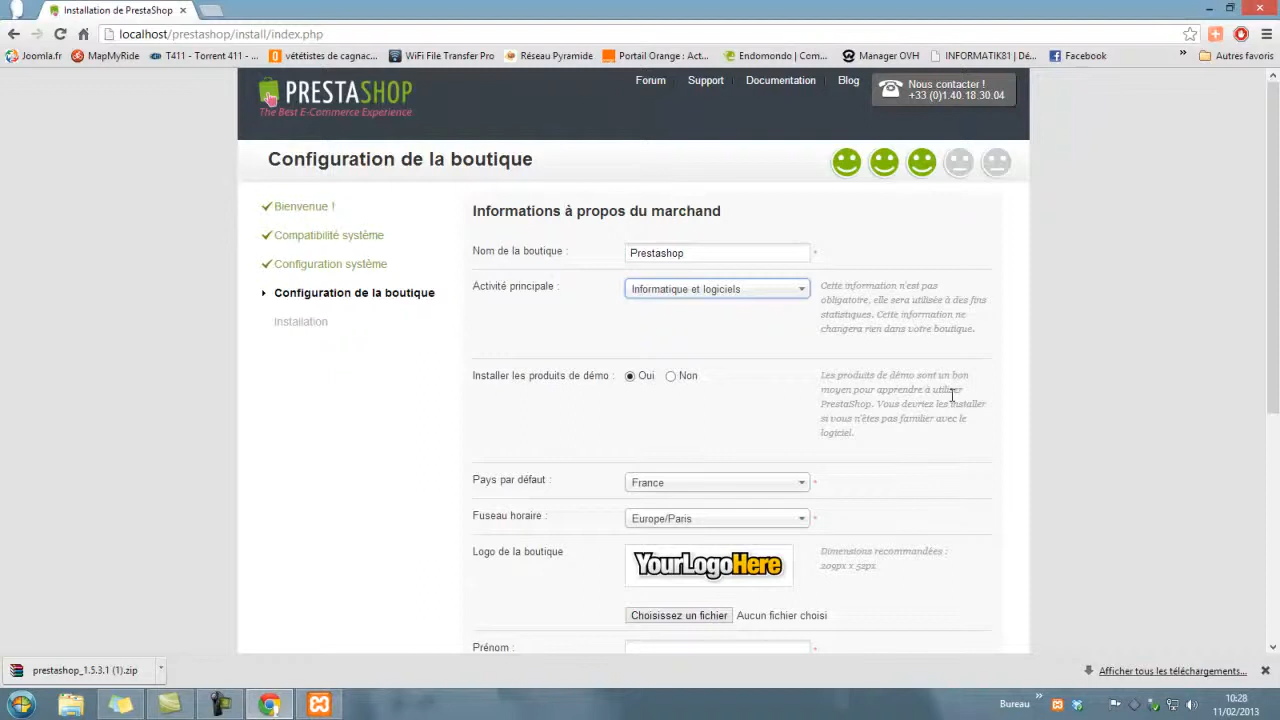 Installation de PrestaShop
localhost/prestashop/install/index.php
Joomla.fr
MapMyRide
T411 - Torrent 411 -...
vététistes de cagnac...
WiFi File Transfer Pro
Réseau Pyramide
Portail Orange : Act...
Endomondo | Com...
Manager OVH
INFORMATIK81 | Dé...
Facebook
»
Autres favoris
PRESTASHOP
The Best E-Commerce Experience
Forum
Support
Documentation
Blog
Nous contacter !
+33 (0)1.40.18.30.04
Configuration de la boutique
Bienvenue !
Compatibilité système
Configuration système
Configuration de la boutique
Installation
Informations à propos du marchand
Nom de la boutique :
Prestashop
*
Activité principale :
Informatique et logiciels
Cette information n'est pas
obligatoire, elle sera utilisée à des fins
statistiques. Cette information ne
changera rien dans votre boutique.
Installer les produits de démo :
Oui
Non
Les produits de démo sont un bon
moyen pour apprendre à utiliser
PrestaShop. Vous devriez les installer
si vous n'êtes pas familier avec le
logiciel.
Pays par défaut :
France
*
Fuseau horaire :
Europe/Paris
*
Logo de la boutique
YourLogoHere
Dimensions recommandées :
209px x 52px
Choisissez un fichier
Aucun fichier choisi
Prénom :
*
prestashop_1.5.3.1 (1).zip
Afficher tous les téléchargements...
Bureau
»
10:28
11/02/2013